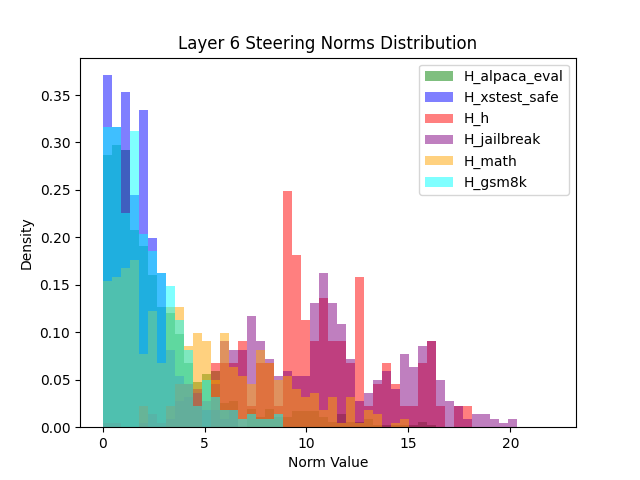 Layer 6 Steering Norms Distribution
H_alpaca_eval
H_xstest_safe
H_h
H_jailbreak
H_math
H_gsm8k
0.35
0.30
0.25
0.20
0.15
0.10
0.05
0.00
Density
0 5 10 15 20
Norm Value